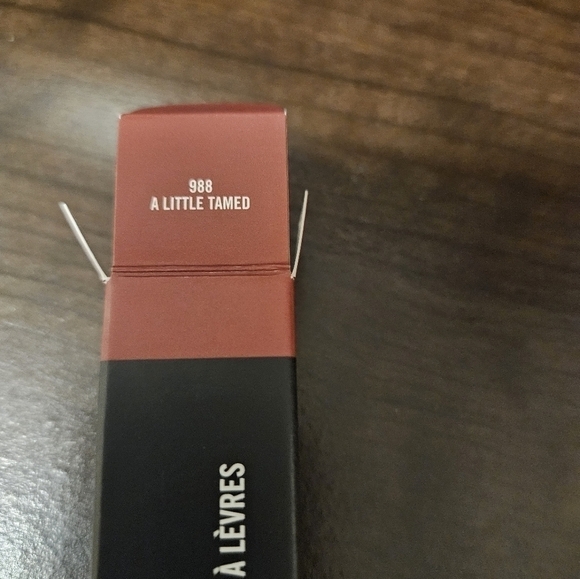 988
A LITTLE TAMED
À LÈVRES